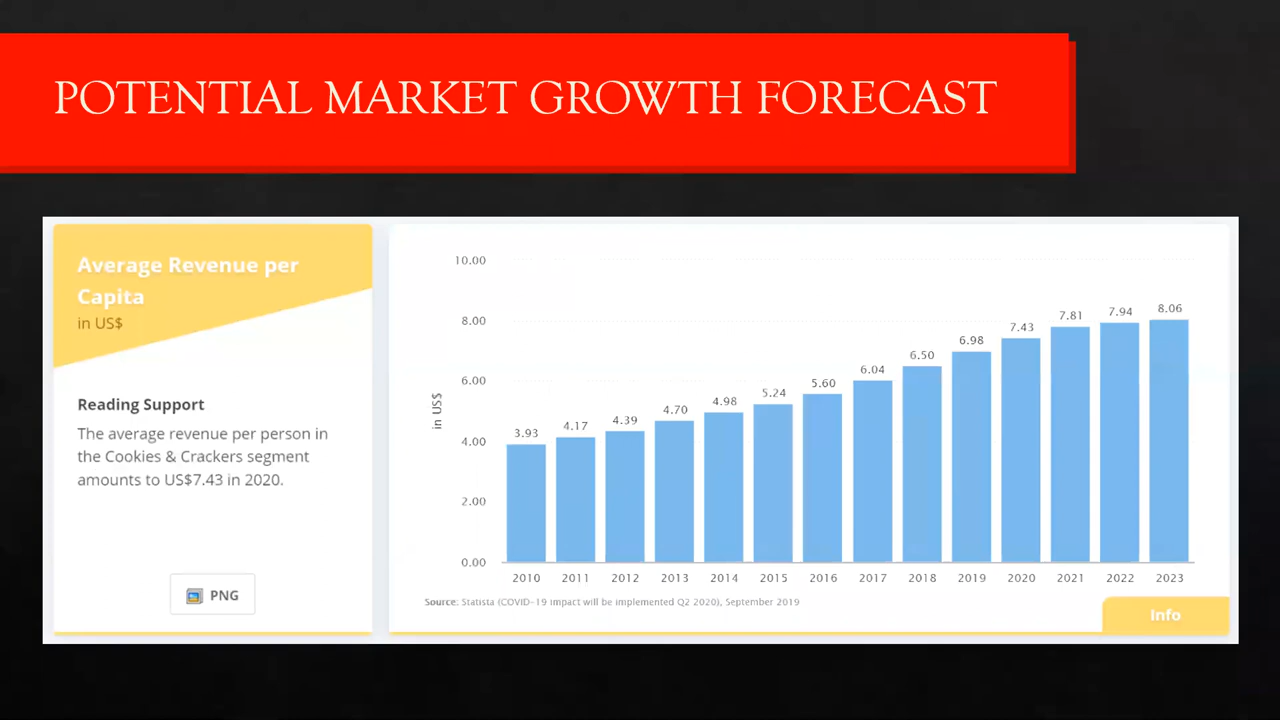 POTENTIAL MARKET GROWTH FORECAST
Average Revenue per
Capita
in US$
Reading Support
The average revenue per person in
the Cookies & Crackers segment
amounts to US$7.43 in 2020.
PNG
in US$
10.00
8.00
6.00
4.00
2.00
0.00
3.93
4.17
4.39
4.70
4.98
5.24
5.60
6.04
6.50
6.98
7.43
7.81
7.94
8.06
2010 2011 2012 2013 2014 2015 2016 2017 2018 2019 2020 2021 2022 2023
Source: Statista (COVID-19 impact will be implemented Q2 2020), September 2019
Info